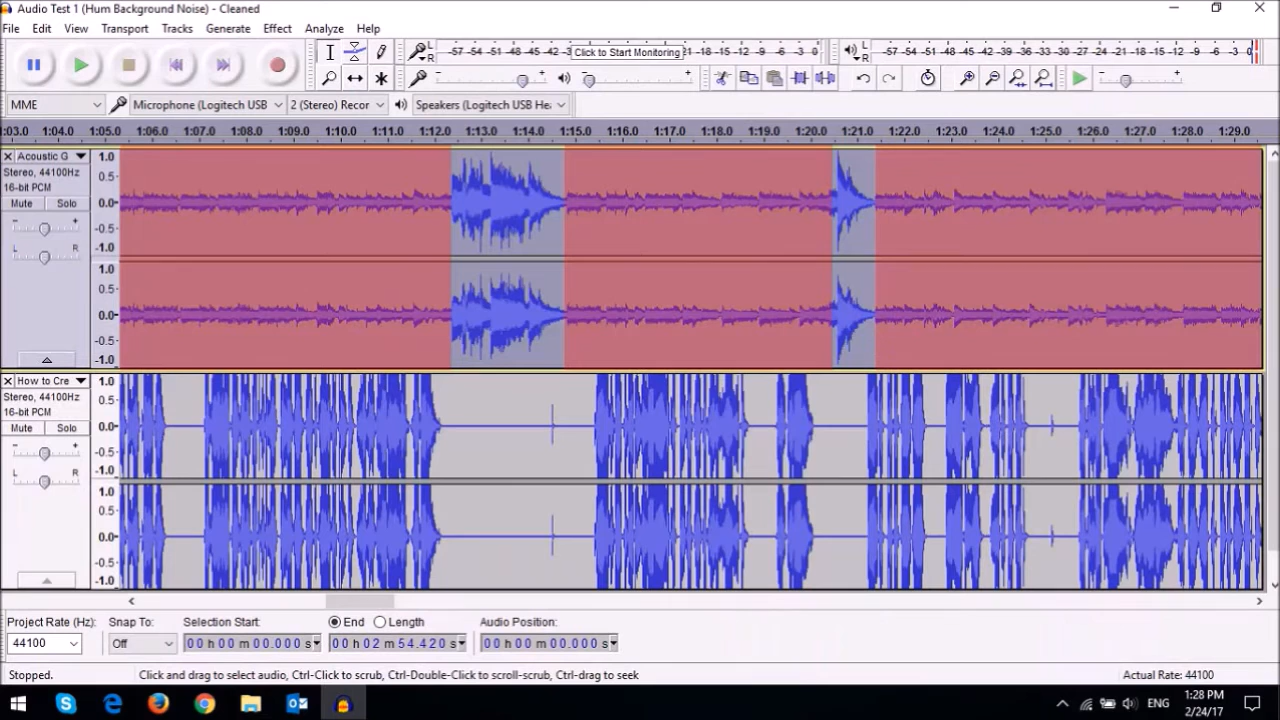 Audio Test 1 (Hum Background Noise) - Cleaned
File Edit View Transport Tracks Generate Effect Analyze Help
L R -57 -54 -51 -48 -45 -42 Click to Start Monitoring -18 -15 -12 -9 -6 -3 0 L R -57 -54 -51 -48 -45 -42 -39 -36 -33 -30 -27 -24 -21 -18 -15 -12 -9 -6 -3 0
- + - + - +
MME Microphone (Logitech USB 2 (Stereo) Recor Speakers (Logitech USB He
1:03.0 1:04.0 1:05.0 1:06.0 1:07.0 1:08.0 1:09.0 1:10.0 1:11.0 1:12.0 1:13.0 1:14.0 1:15.0 1:16.0 1:17.0 1:18.0 1:19.0 1:20.0 1:21.0 1:22.0 1:23.0 1:24.0 1:25.0 1:26.0 1:27.0 1:28.0 1:29.0
Acoustic G 1.0
Stereo, 44100Hz 0.5
16-bit PCM
Mute Solo 0.0
- + -0.5
L R -1.0
1.0
0.5
0.0
-0.5
-1.0
How to Cre 1.0
Stereo, 44100Hz 0.5
16-bit PCM
Mute Solo 0.0
- + -0.5
L R -1.0
1.0
0.5
0.0
-0.5
-1.0
Project Rate (Hz): Snap To: Selection Start: End Length Audio Position:
44100 Off 00 h 00 m 00.000 s 00 h 02 m 54.420 s 00 h 00 m 00.000 s
Stopped. Click and drag to select audio, Ctrl-Click to scrub, Ctrl-Double-Click to scroll-scrub, Ctrl-drag to seek Actual Rate: 44100
ENG 1:28 PM
2/24/17